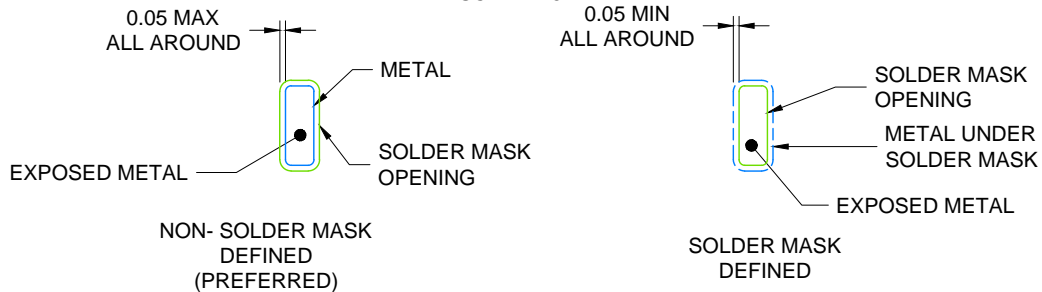 0.05 MAX
ALL AROUND
METAL
EXPOSED METAL
SOLDER MASK
OPENING
NON- SOLDER MASK
DEFINED
(PREFERRED)
0.05 MIN
ALL AROUND
SOLDER MASK
OPENING
METAL UNDER
SOLDER MASK
EXPOSED METAL
SOLDER MASK
DEFINED